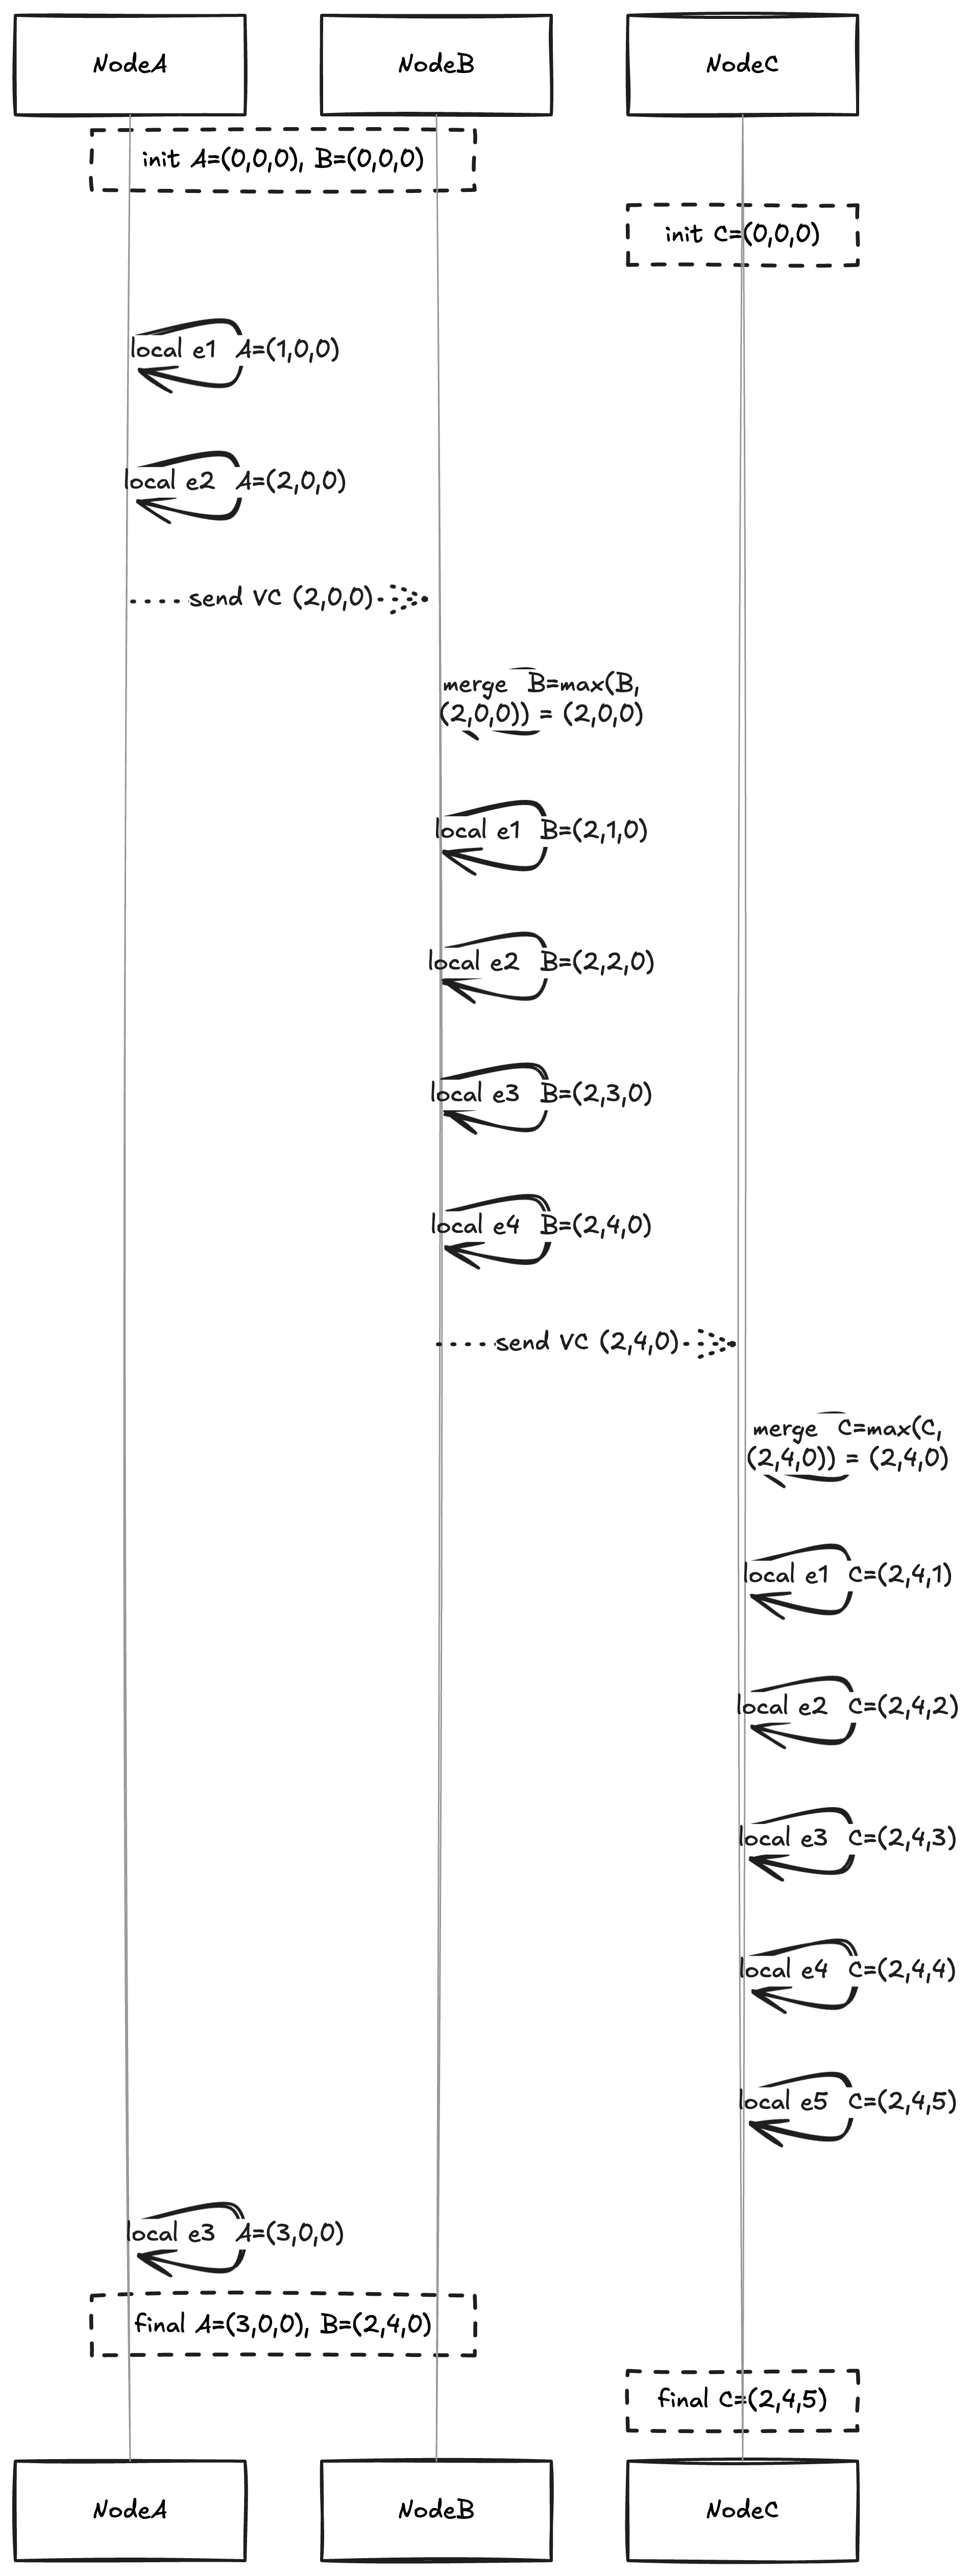 NodeA
NodeB
NodeC
init A=(0,0,0), B=(0,0,0)
init C=(0,0,0)
local e1 A=(1,0,0)
local e2 A=(2,0,0)
send VC (2,0,0)
merge B=max(B,
(2,0,0)) = (2,0,0)
local e1 B=(2,1,0)
local e2 B=(2,2,0)
local e3 B=(2,3,0)
local e4 B=(2,4,0)
send VC (2,4,0)
merge C=max(C,
(2,4,0)) = (2,4,0)
local e1 C=(2,4,1)
local e2 C=(2,4,2)
local e3 C=(2,4,3)
local e4 C=(2,4,4)
local e5 C=(2,4,5)
local e3 A=(3,0,0)
final A=(3,0,0), B=(2,4,0)
final C=(2,4,5)
NodeA
NodeB
NodeC